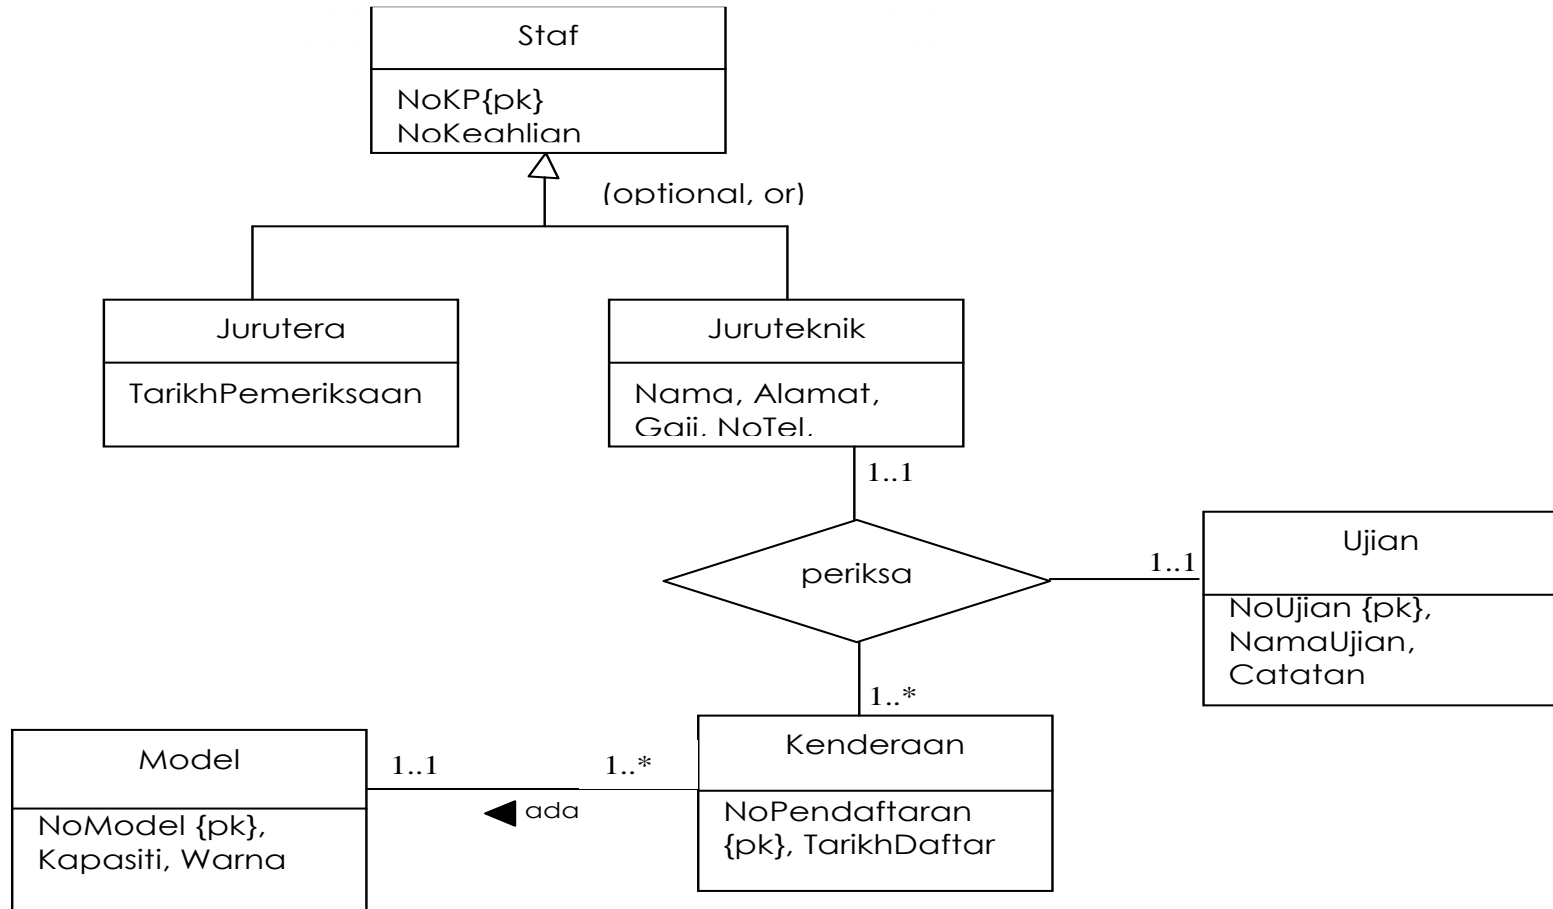 Staf
NoKP{pk}
NoKeahlian
(optional, or)
Jurutera
TarikhPemeriksaan
Juruteknik
Nama, Alamat,
Gaji, NoTel,
1..1
periksa
1..1
Ujian
NoUjian {pk},
NamaUjian,
Catatan
1..*
Model
NoModel {pk},
Kapasiti, Warna
1..1
1..*
ada
Kenderaan
NoPendaftaran
{pk}, TarikhDaftar